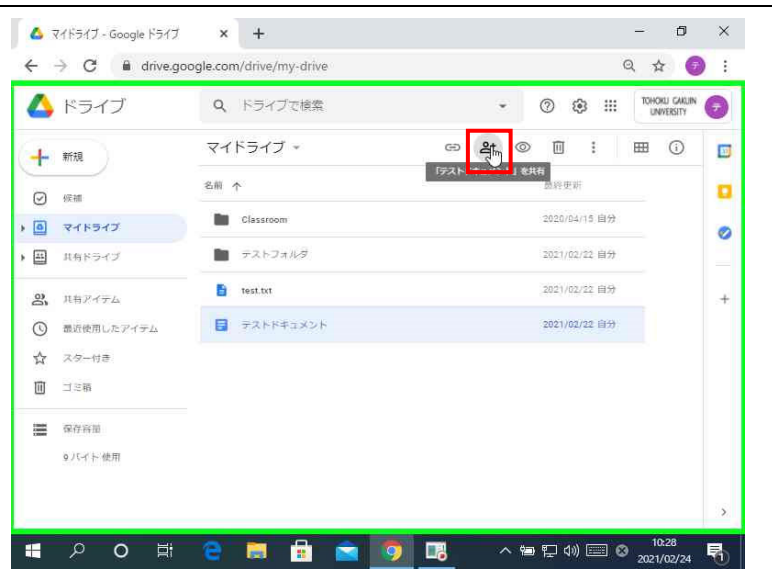 マイドライブ - Google ドライブ
drive.google.com/drive/my-drive
テ
ドライブ
ドライブで検索
TOHOKU GAKUIN
UNIVERSITY
テ
新規
マイドライブ
を共有
名前
最終更新
候補
マイドライブ
共有ドライブ
Classroom 2020/04/15 自分
テストフォルダ 2021/02/22 自分
test.txt 2021/02/22 自分
テストドキュメント 2021/02/22 自分
共有アイテム
最近使用したアイテム
スター付き
ゴミ箱
保存容量
9 バイト 使用
10:28
2021/02/24